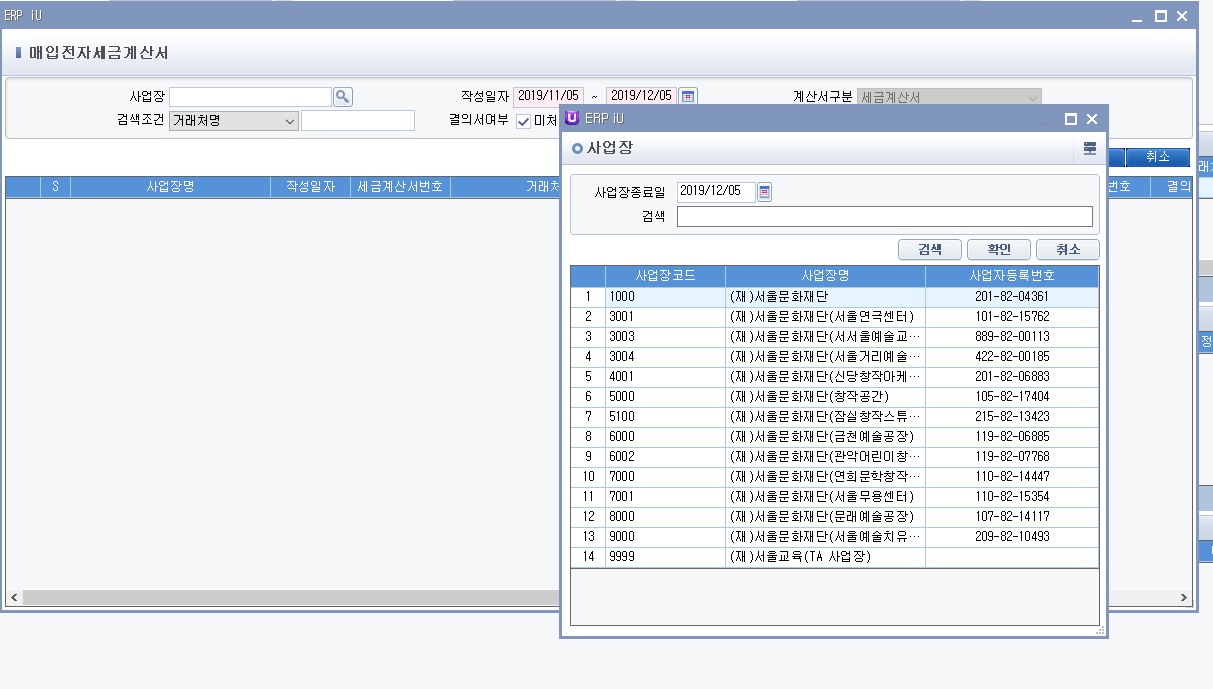 ERP iU
매입전자세금계산서
사업장 작성일자 2019/11/05 ~ 2019/12/05 계산서구분 세금계산서
검색조건 거래처명 결의서여부 미처
취소
S 사업장명 작성일자 세금계산서번호 거래처 번호 결의
ERP iU
사업장
사업장종료일 2019/12/05
검색
검색 확인 취소
사업장코드 사업장명 사업자등록번호
1 1000 (재)서울문화재단 201-82-04361
2 3001 (재)서울문화재단(서울연극센터) 101-82-15762
3 3003 (재)서울문화재단(서서울예술교… 889-82-00113
4 3004 (재)서울문화재단(서울거리예술… 422-82-00185
5 4001 (재)서울문화재단(신당창작아케… 201-82-06883
6 5000 (재)서울문화재단(창작공간) 105-82-17404
7 5100 (재)서울문화재단(잠실창작스튜… 215-82-13423
8 6000 (재)서울문화재단(금천예술공장) 119-82-06885
9 6002 (재)서울문화재단(관악어린이창… 119-82-07768
10 7000 (재)서울문화재단(연희문학창작… 110-82-14447
11 7001 (재)서울문화재단(서울무용센터) 110-82-15354
12 8000 (재)서울문화재단(문래예술공장) 107-82-14117
13 9000 (재)서울문화재단(서울예술치유… 209-82-10493
14 9999 (재)서울교육(TA 사업장)